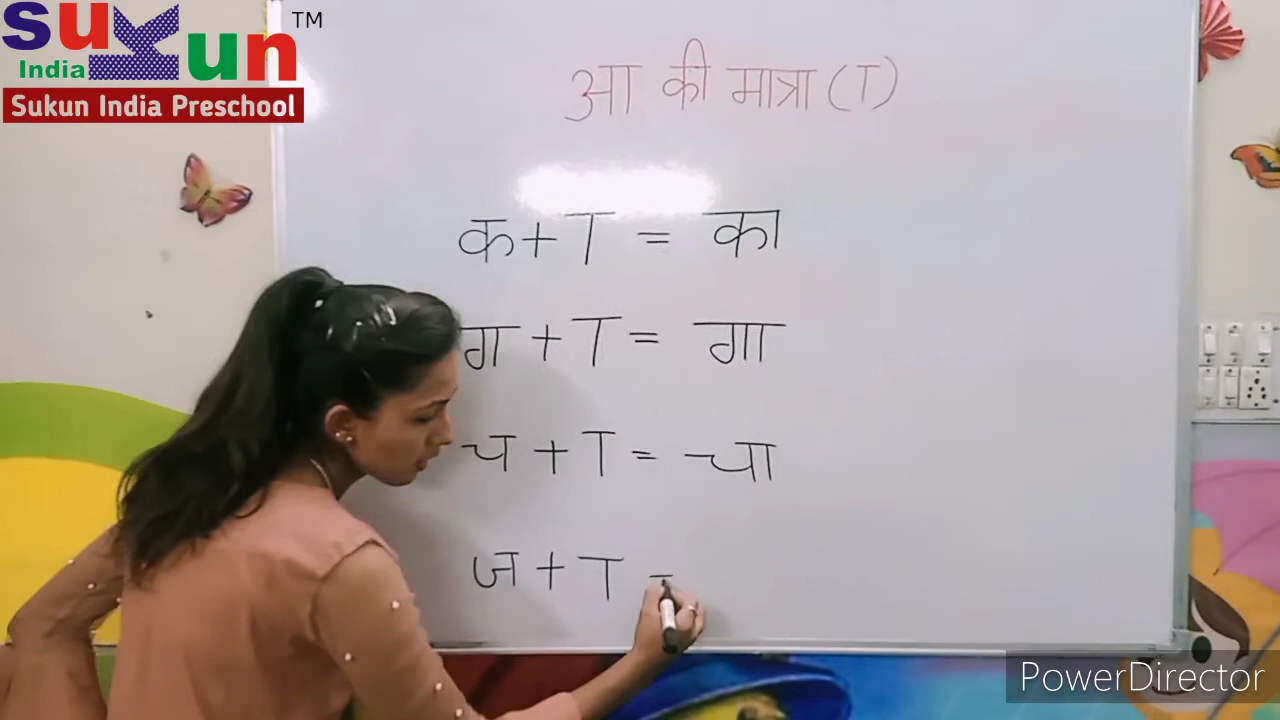 Sukun TM
India
Sukun India Preschool
आ की मात्रा (ा)
क + ा = का
ग + ा = गा
च + ा = चा
ज + ा =
PowerDirector